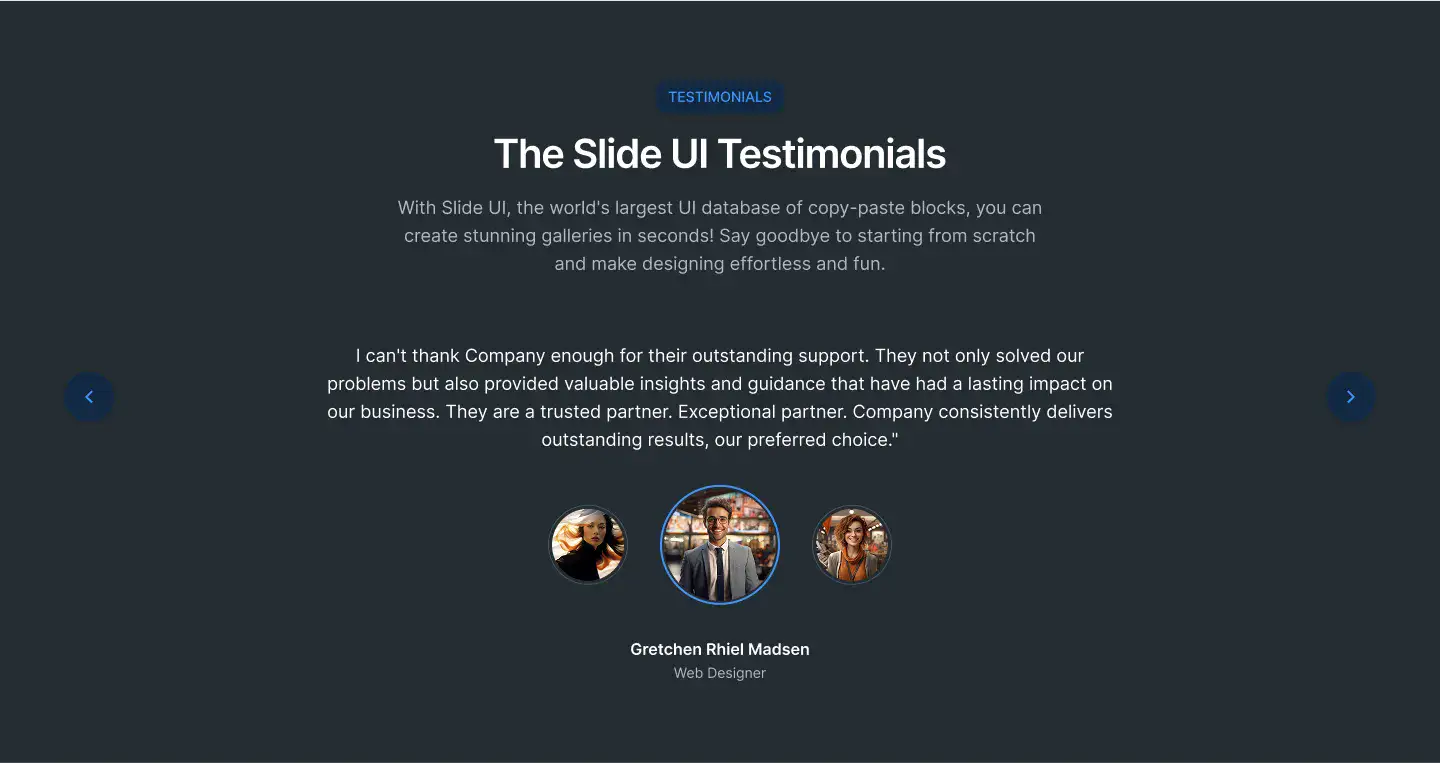 TESTIMONIALS
The Slide UI Testimonials
With Slide UI, the world's largest UI database of copy-paste blocks, you can
create stunning galleries in seconds! Say goodbye to starting from scratch
and make designing effortless and fun.
I can't thank Company enough for their outstanding support. They not only solved our
problems but also provided valuable insights and guidance that have had a lasting impact on
our business. They are a trusted partner. Exceptional partner. Company consistently delivers
outstanding results, our preferred choice."
Gretchen Rhiel Madsen
Web Designer